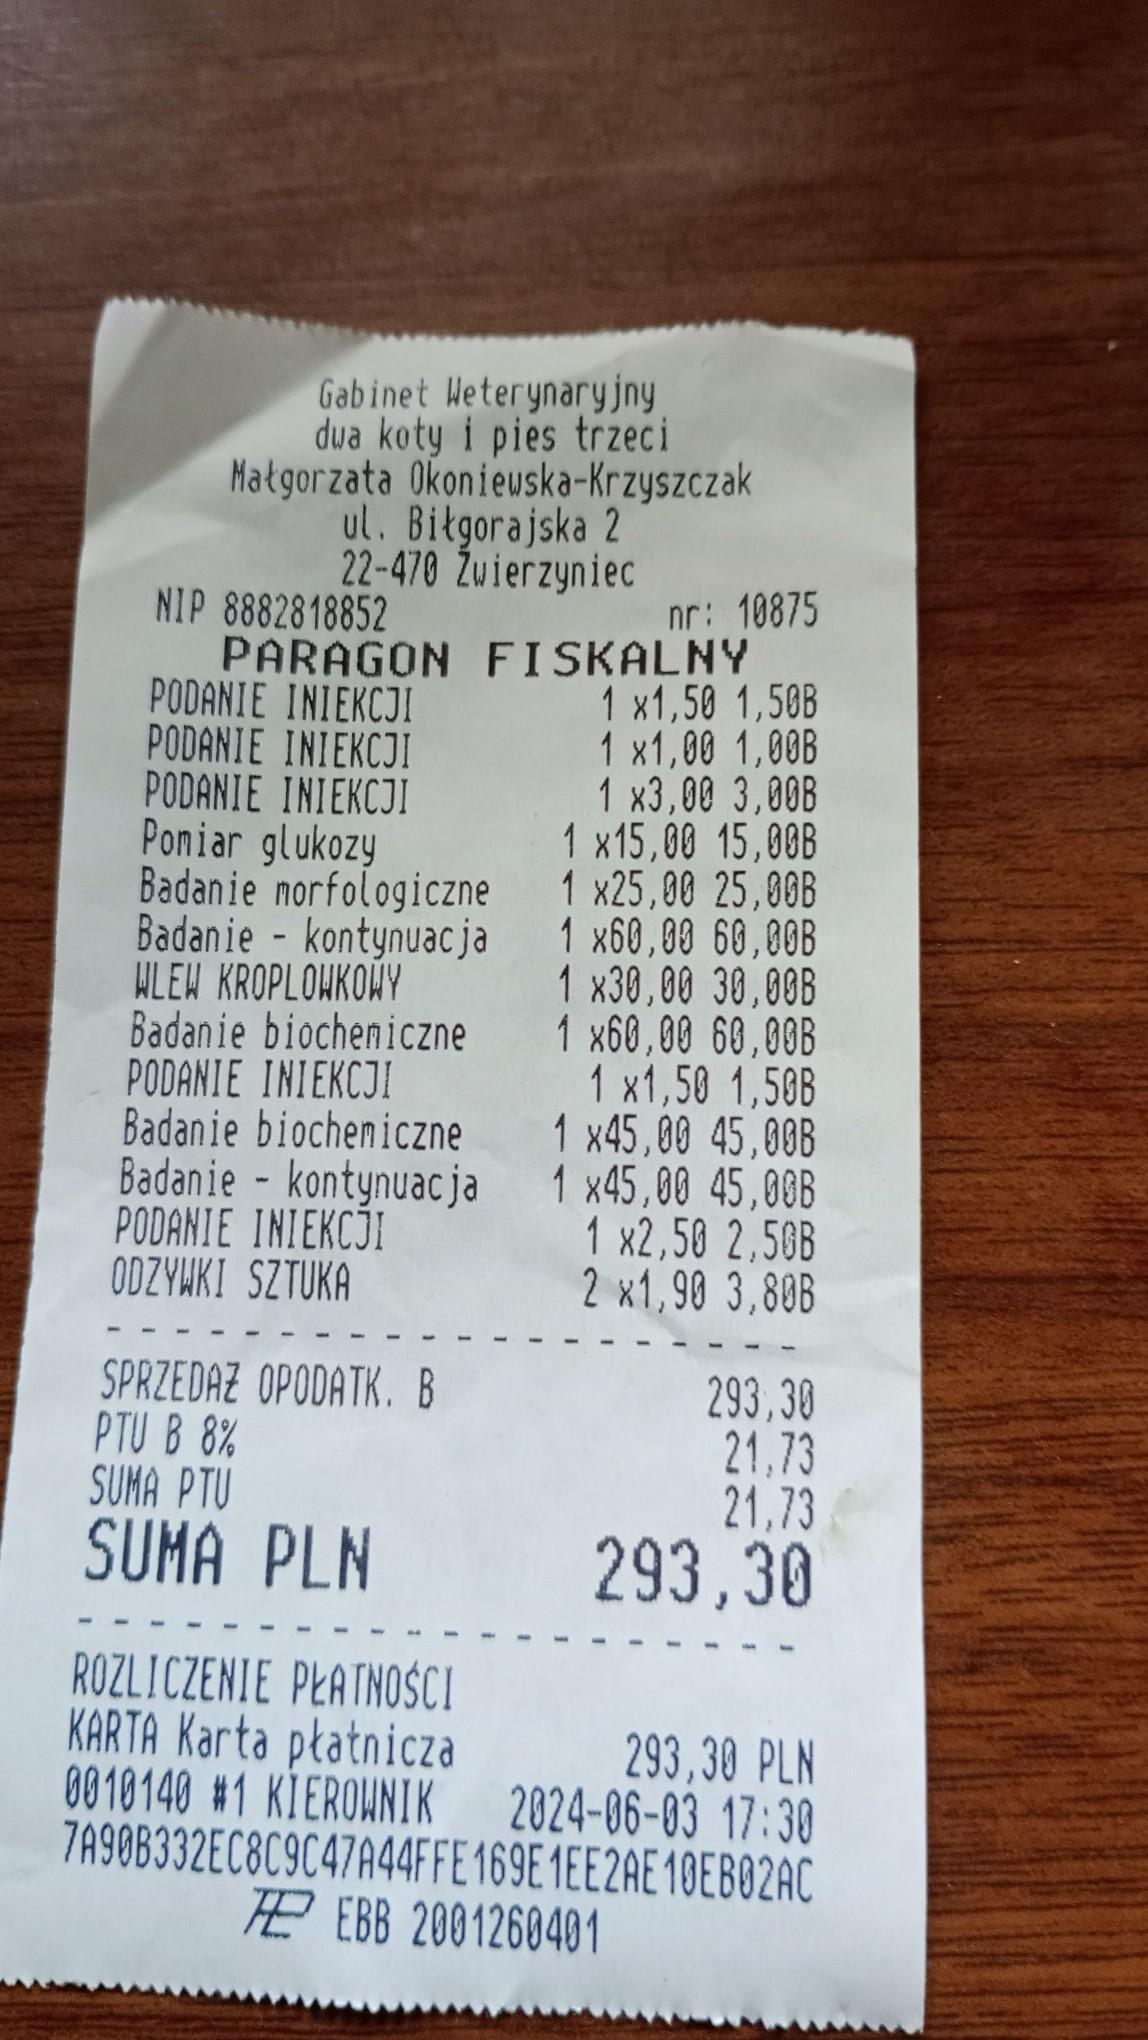 Gabinet Weterynaryjny
dwa koty i pies trzeci
Małgorzata Okoniewska-Krzyszczak
ul. Biłgorajska 2
22-470 Zwierzyniec
NIP 8882818852 nr: 10875
PARAGON FISKALNY
PODANIE INIEKCJI 1 x1,50 1,50B
PODANIE INIEKCJI 1 x1,00 1,00B
PODANIE INIEKCJI 1 x3,00 3,00B
Pomiar glukozy 1 x15,00 15,00B
Badanie morfologiczne 1 x25,00 25,00B
Badanie - kontynuacja 1 x60,00 60,00B
WLEW KROPLOWKOWY 1 x30,00 30,00B
Badanie biochemiczne 1 x60,00 60,00B
PODANIE INIEKCJI 1 x1,50 1,50B
Badanie biochemiczne 1 x45,00 45,00B
Badanie - kontynuacja 1 x45,00 45,00B
PODANIE INIEKCJI 1 x2,50 2,50B
ODZYWKI SZTUKA 2 x1,90 3,80B
SPRZEDAŻ OPODATK. B 293,30
PTU B 8% 21,73
SUMA PTU 21,73
SUMA PLN 293,30
ROZLICZENIE PŁATNOŚCI
KARTA Karta płatnicza 293,30 PLN
0010140 #1 KIEROWNIK 2024-06-03 17:30
7A90B332EC8C9C47A44FFE169E1EE2AE10EB02AC
EBB 2001260401